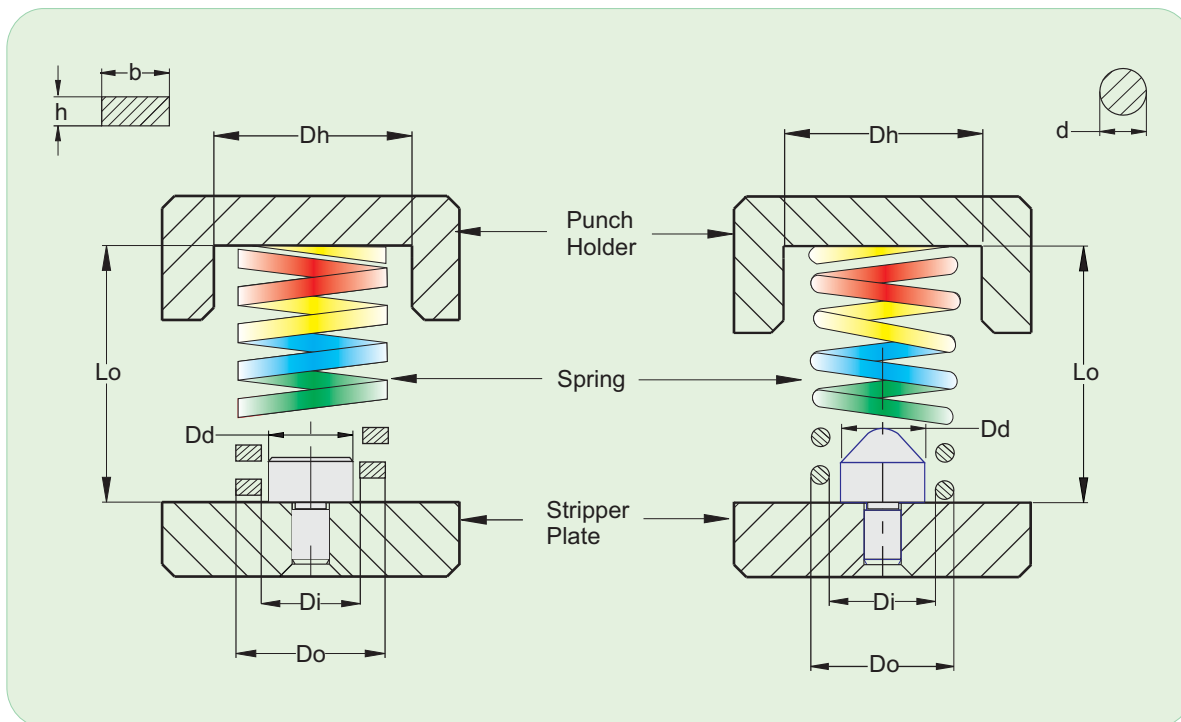 b
h
Dh
Dh
d
Punch
Holder
Lo
Spring
Lo
Dd
Dd
Stripper
Plate
Di
Di
Do
Do